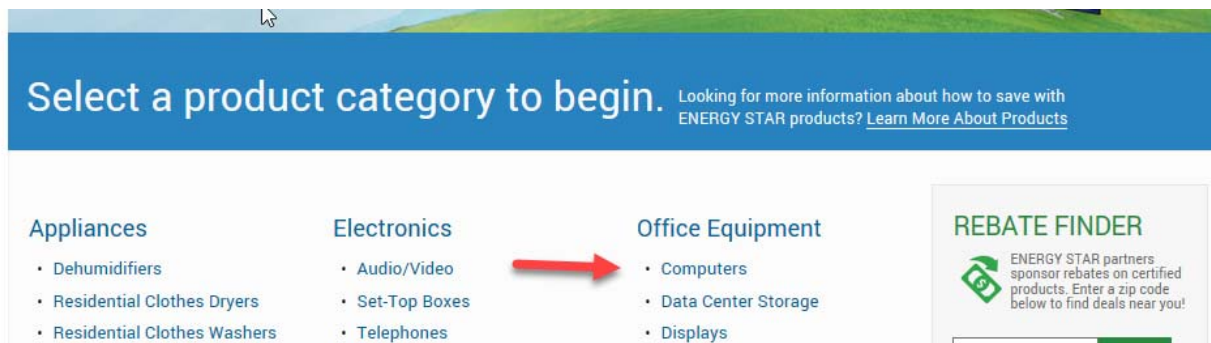 Select a product category to begin.
Looking for more information about how to save with
ENERGY STAR products? Learn More About Products
Appliances
• Dehumidifiers
• Residential Clothes Dryers
• Residential Clothes Washers
Electronics
• Audio/Video
• Set-Top Boxes
• Telephones
Office Equipment
• Computers
• Data Center Storage
• Displays
REBATE FINDER
ENERGY STAR partners
sponsor rebates on certified
products. Enter a zip code
below to find deals near you!